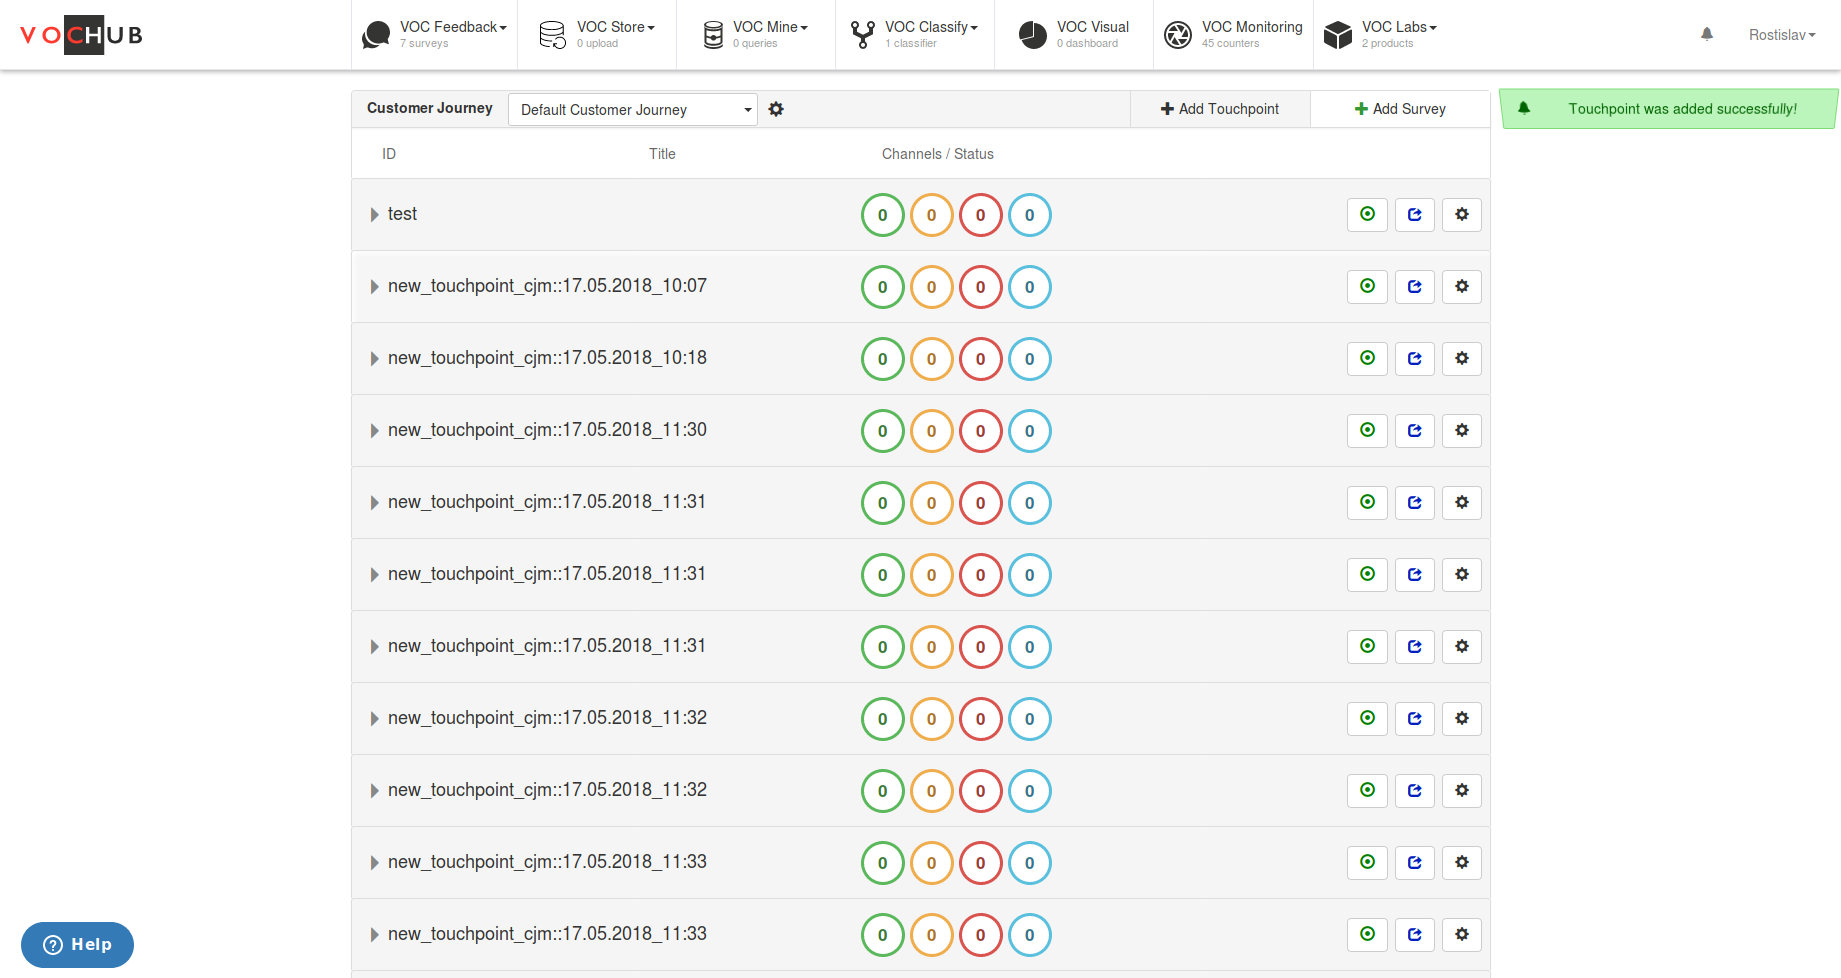 VOCHUB
VOC Feedback
7 surveys
VOC Store
0 upload
VOC Mine
0 queries
VOC Classify
1 classifier
VOC Visual
0 dashboard
VOC Monitoring
45 counters
VOC Labs
2 products
Rostislav
Customer Journey
Default Customer Journey
Add Touchpoint
Add Survey
Touchpoint was added successfully!
ID Title Channels / Status
test 0 0 0 0
new_touchpoint_cjm::17.05.2018_10:07 0 0 0 0
new_touchpoint_cjm::17.05.2018_10:18 0 0 0 0
new_touchpoint_cjm::17.05.2018_11:30 0 0 0 0
new_touchpoint_cjm::17.05.2018_11:31 0 0 0 0
new_touchpoint_cjm::17.05.2018_11:31 0 0 0 0
new_touchpoint_cjm::17.05.2018_11:31 0 0 0 0
new_touchpoint_cjm::17.05.2018_11:32 0 0 0 0
new_touchpoint_cjm::17.05.2018_11:32 0 0 0 0
new_touchpoint_cjm::17.05.2018_11:33 0 0 0 0
new_touchpoint_cjm::17.05.2018_11:33 0 0 0 0
Help